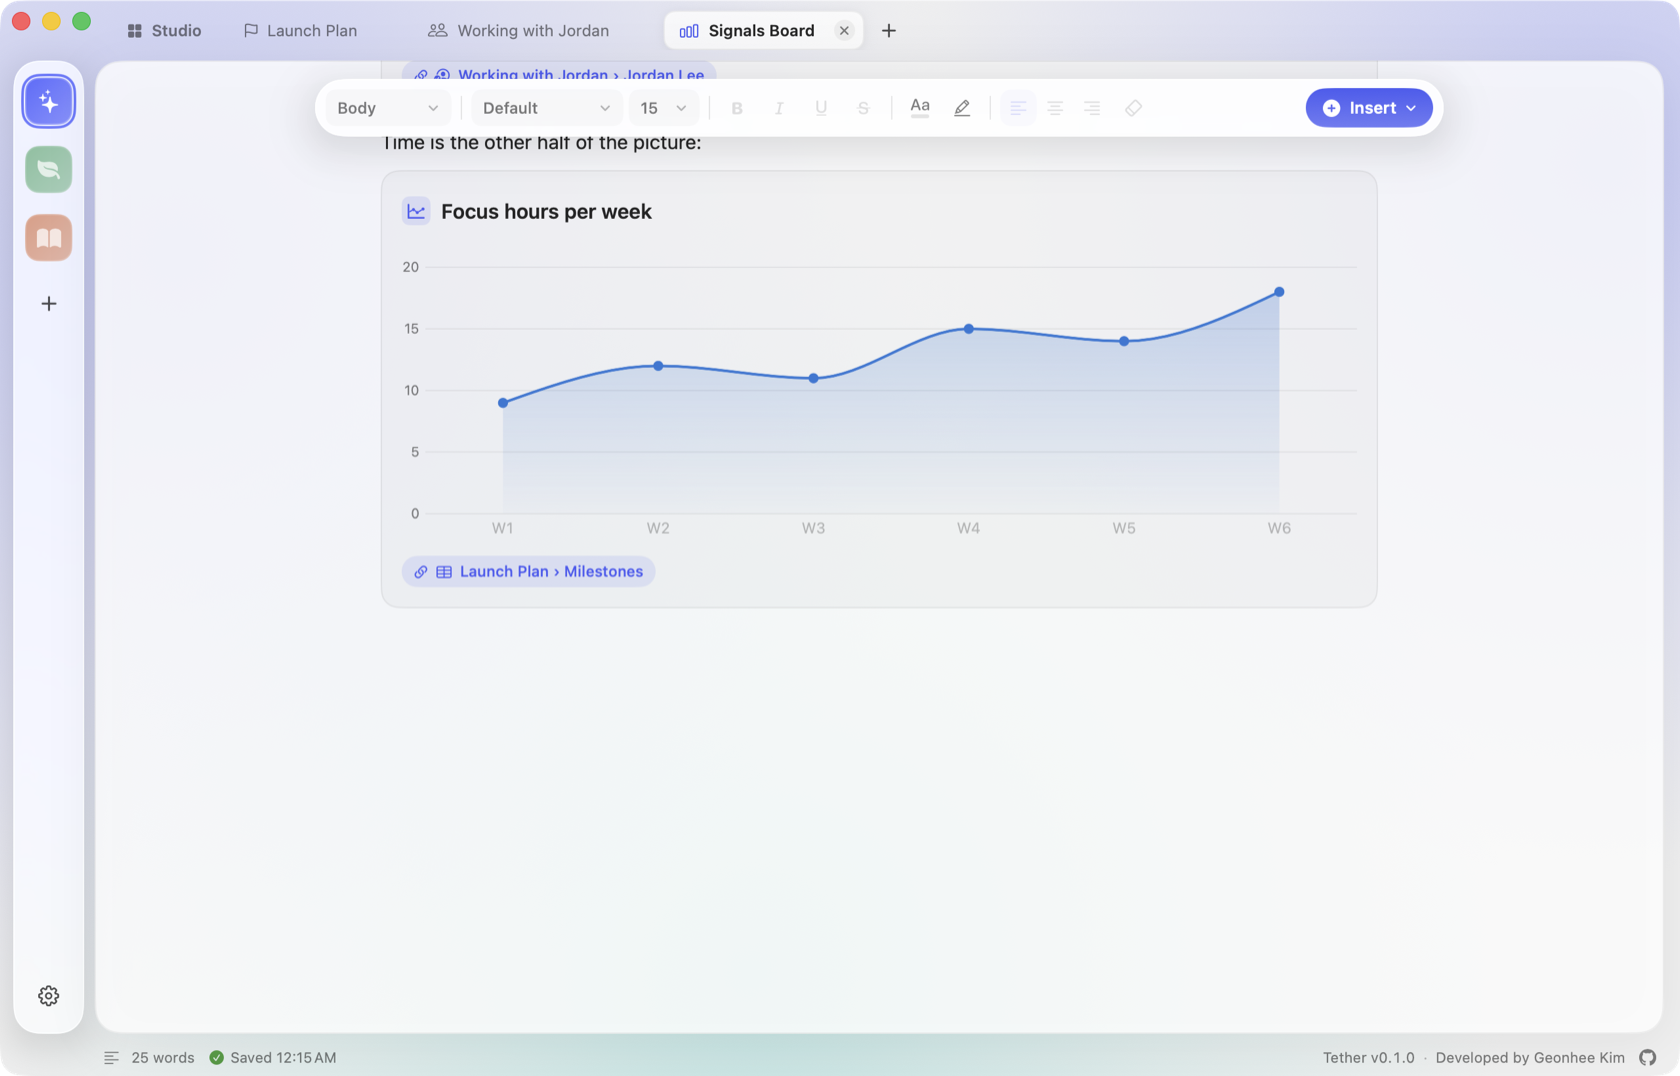 Studio
Launch Plan
Working with Jordan
Signals Board
Working with Jordan › Jordan Lee
Body
Default
15
B I U S
Aa
Insert
Time is the other half of the picture:
Focus hours per week
20
15
10
5
0
W1 W2 W3 W4 W5 W6
Launch Plan › Milestones
25 words
Saved 12:15 AM
Tether v0.1.0 · Developed by Geonhee Kim